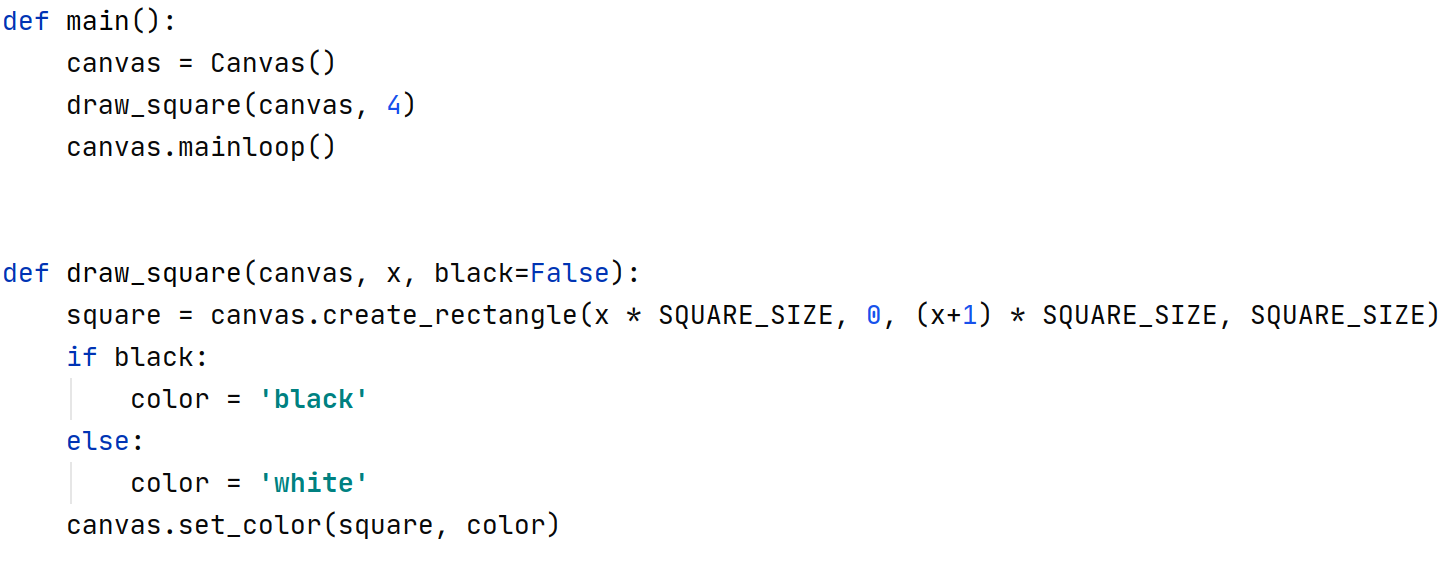 def main():
    canvas = Canvas()
    draw_square(canvas, 4)
    canvas.mainloop()
def draw_square(canvas, x, black=False):
    square = canvas.create_rectangle(x * SQUARE_SIZE, 0, (x+1) * SQUARE_SIZE, SQUARE_SIZE)
    if black:
        color = 'black'
    else:
        color = 'white'
    canvas.set_color(square, color)